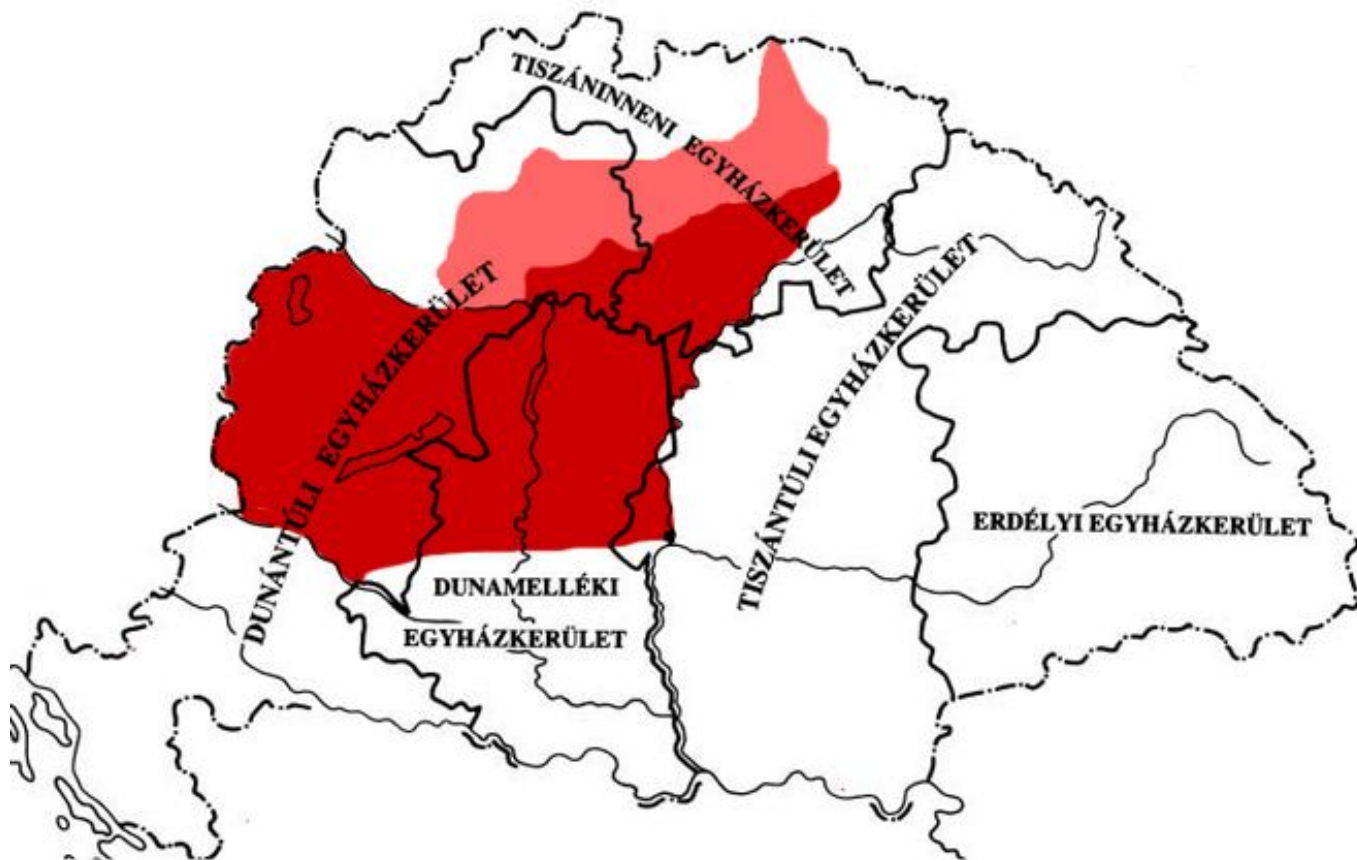 TISZÁNINNENI EGYHÁZKERÜLET
DUNÁNTÚLI EGYHÁZKERÜLET
TISZÁNTÚLI EGYHÁZKERÜLET
ERDÉLYI EGYHÁZKERÜLET
DUNAMELLÉKI
EGYHÁZKERÜLET